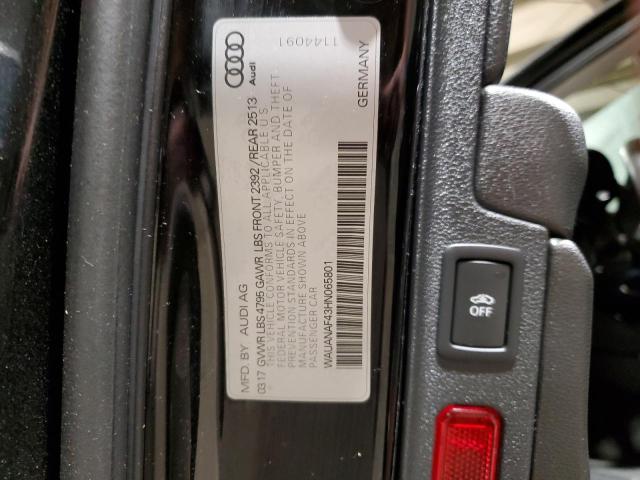 MFD. BY AUDI AG
03.17 GVWR LBS 4795 GAWR LBS FRONT 2392 / REAR 2513
THIS VEHICLE CONFORMS TO ALL APPLICABLE U.S.
FEDERAL MOTOR VEHICLE SAFETY, BUMPER AND THEFT-
PREVENTION STANDARDS IN EFFECT ON THE DATE OF
MANUFACTURE SHOWN ABOVE
PASSENGER CAR
WAUANAF43HN065801
Audi
1144091
GERMANY
OFF